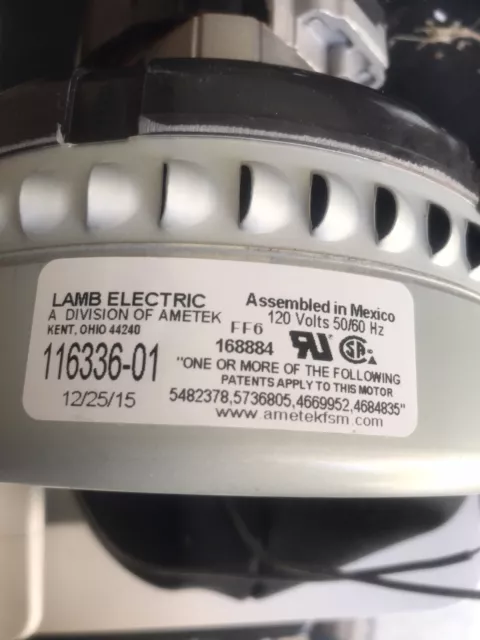 LAMB ELECTRIC
A DIVISION OF AMETEK
KENT, OHIO 44240
Assembled in Mexico
120 Volts 50/60 Hz
FF6
168884
116336-01
12/25/15
"ONE OR MORE OF THE FOLLOWING
PATENTS APPLY TO THIS MOTOR
5482378,5736805,4669952,4684835"
www.ametekfsm.com